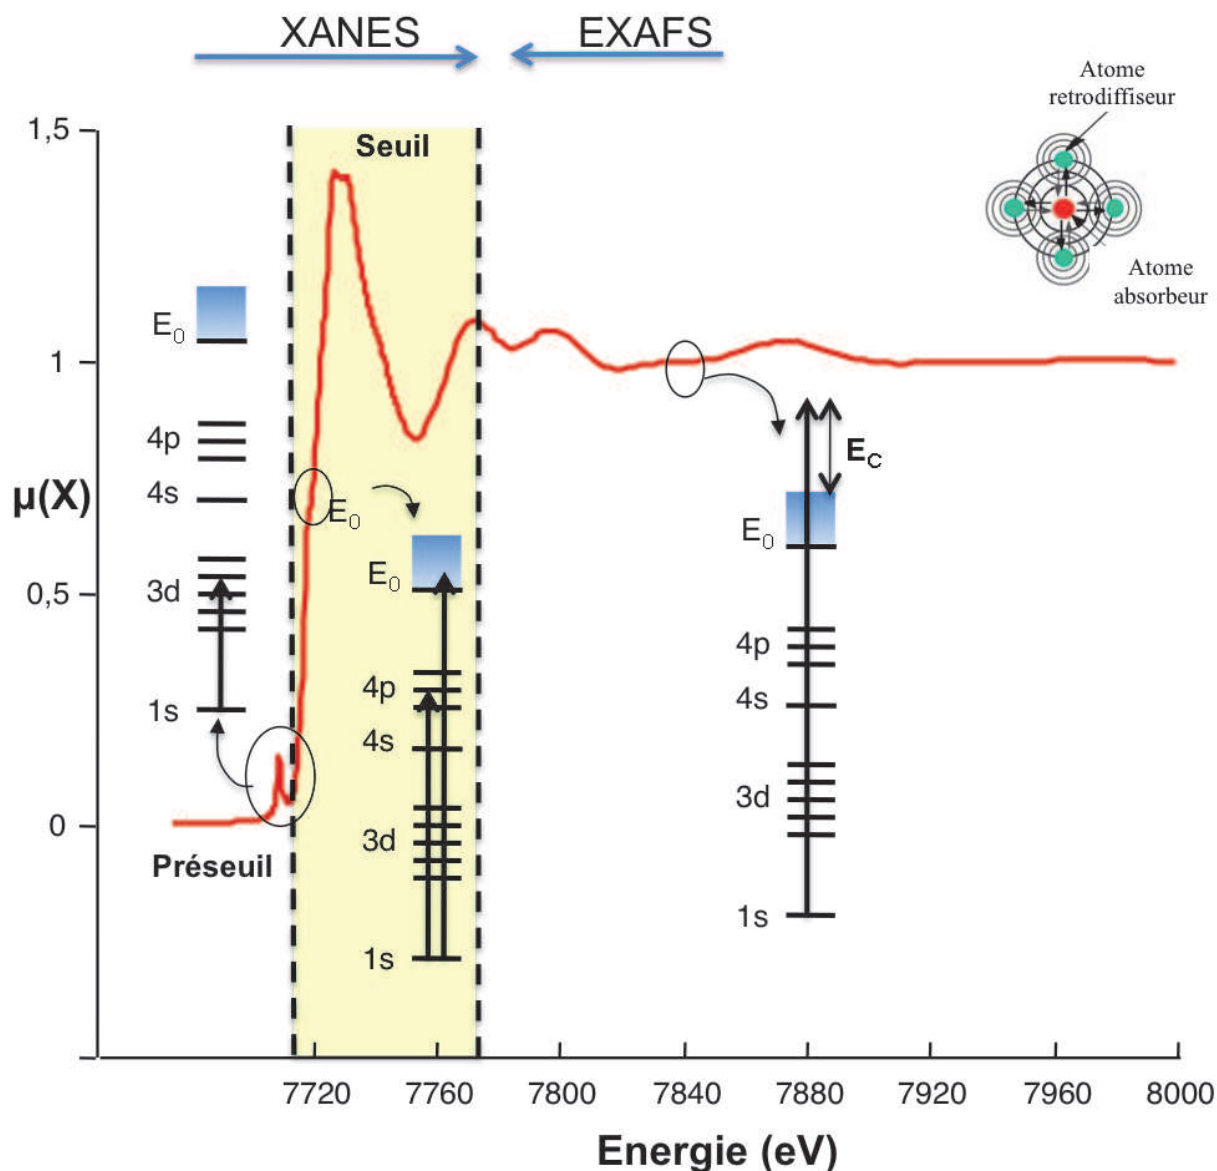 XANES
EXAFS
Atome
retrodiffiseur
Atome
absorbeur
1,5
1
0,5
0
µ(X)
Seuil
Préseuil
E0
4p
4s
3d
1s
E0
E0
4p
4s
3d
1s
EC
E0
4p
4s
3d
1s
7720
7760
7800
7840
7880
7920
7960
8000
Energie (eV)